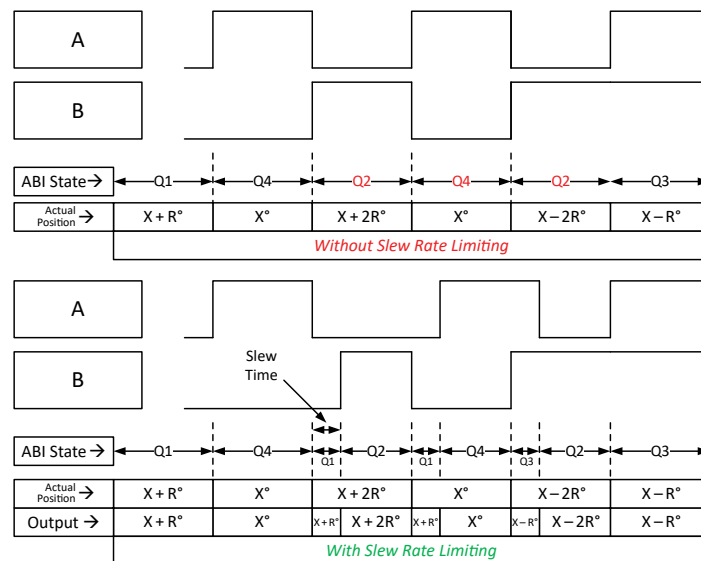 A
B
ABI State → Q1 Q4 Q2 Q4 Q2 Q3
Actual Position → X + R° X° X + 2R° X° X – 2R° X – R°
Without Slew Rate Limiting
A
B
Slew
Time
ABI State → Q1 Q4 Q1 Q2 Q1 Q4 Q3 Q2 Q3
Actual Position → X + R° X° X + 2R° X° X – 2R° X – R°
Output → X + R° X° X + R° X + 2R° X + R° X° X – R° X – 2R° X – R°
With Slew Rate Limiting